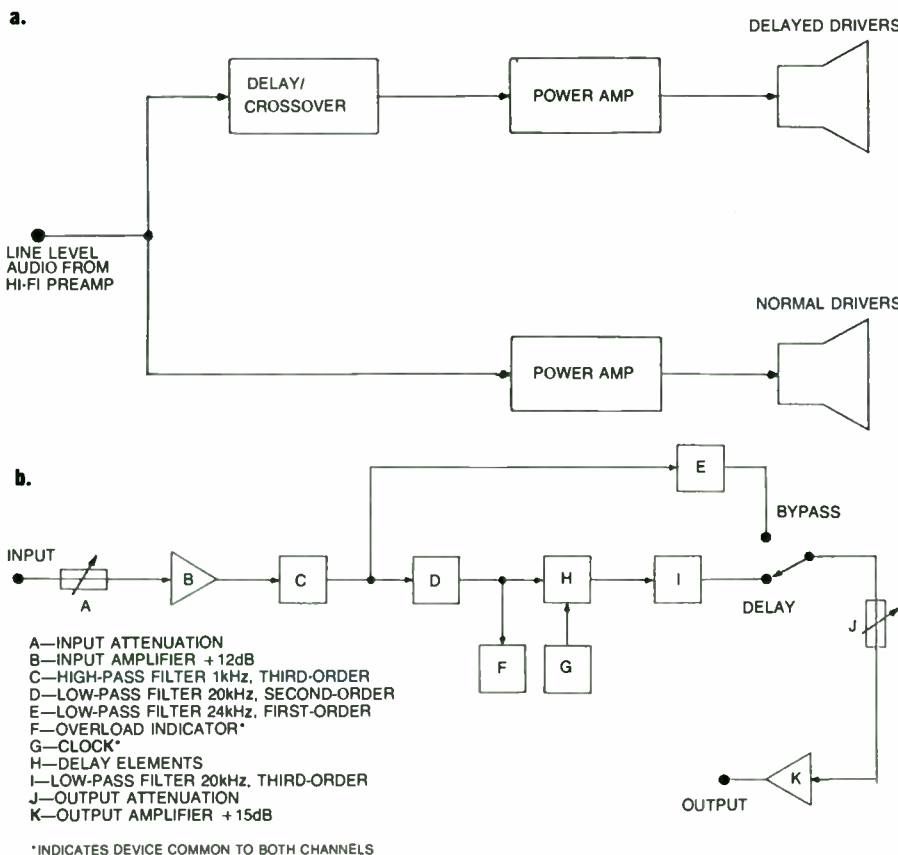 a.
DELAYED DRIVERS
DELAY/
CROSSOVER
POWER AMP
LINE LEVEL
AUDIO FROM
HI-FI PREAMP
NORMAL DRIVERS
POWER AMP
b.
E
BYPASS
INPUT
A
B
C
D
H
I
DELAY
J
F
G
A—INPUT ATTENUATION
B—INPUT AMPLIFIER +12dB
C—HIGH-PASS FILTER 1kHz, THIRD-ORDER
D—LOW-PASS FILTER 20kHz, SECOND-ORDER
E—LOW-PASS FILTER 24kHz, FIRST-ORDER
F—OVERLOAD INDICATOR*
G—CLOCK*
H—DELAY ELEMENTS
I—LOW-PASS FILTER 20kHz, THIRD-ORDER
J—OUTPUT ATTENUATION
K—OUTPUT AMPLIFIER +15dB
OUTPUT
K
*INDICATES DEVICE COMMON TO BOTH CHANNELS